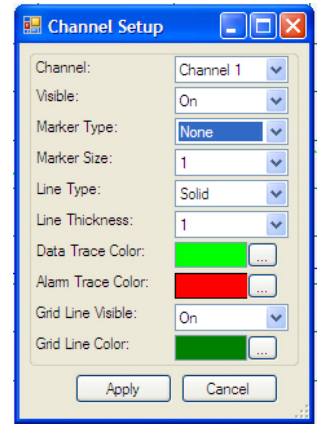 Channel Setup
Channel: Channel 1
Visible: On
Marker Type: None
Marker Size: 1
Line Type: Solid
Line Thickness: 1
Data Trace Color: ...
Alarm Trace Color: ...
Grid Line Visible: On
Grid Line Color: ...
Apply Cancel